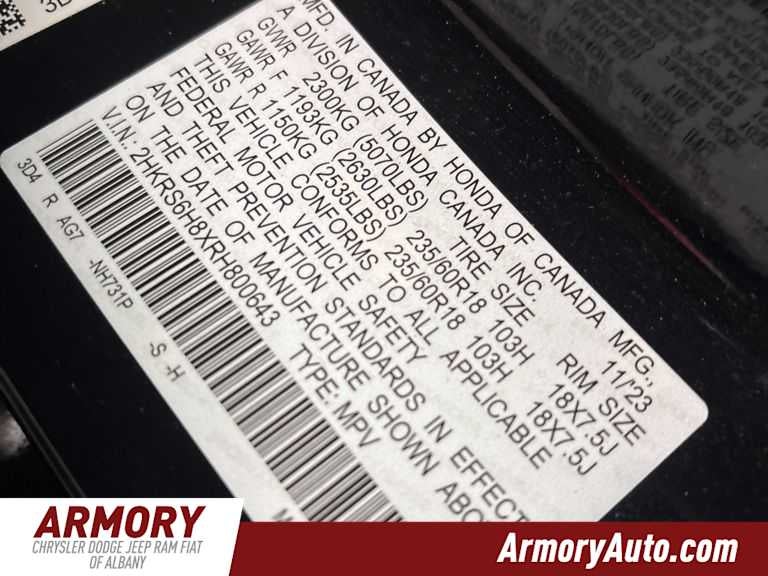 3D
MFD. IN CANADA BY HONDA OF CANADA MFG.,
A DIVISION OF HONDA CANADA INC. 11/'23
GVWR 2300KG (5070LBS) TIRE SIZE RIM SIZE
GAWR F 1193KG (2630LBS) 235/60R18 103H 18X7.5J
GAWR R 1150KG (2535LBS) 235/60R18 103H 18X7.5J
THIS VEHICLE CONFORMS TO ALL APPLICABLE
FEDERAL MOTOR VEHICLE SAFETY
AND THEFT PREVENTION STANDARDS IN EFFECT
ON THE DATE OF MANUFACTURE SHOWN ABO
V.I.N.: 2HKRS6H8XRH800643 TYPE: MPV
3D4 R AG7 -NH731P -S -H
ARMORY
CHRYSLER DODGE JEEP RAM FIAT
OF ALBANY
ArmoryAuto.com